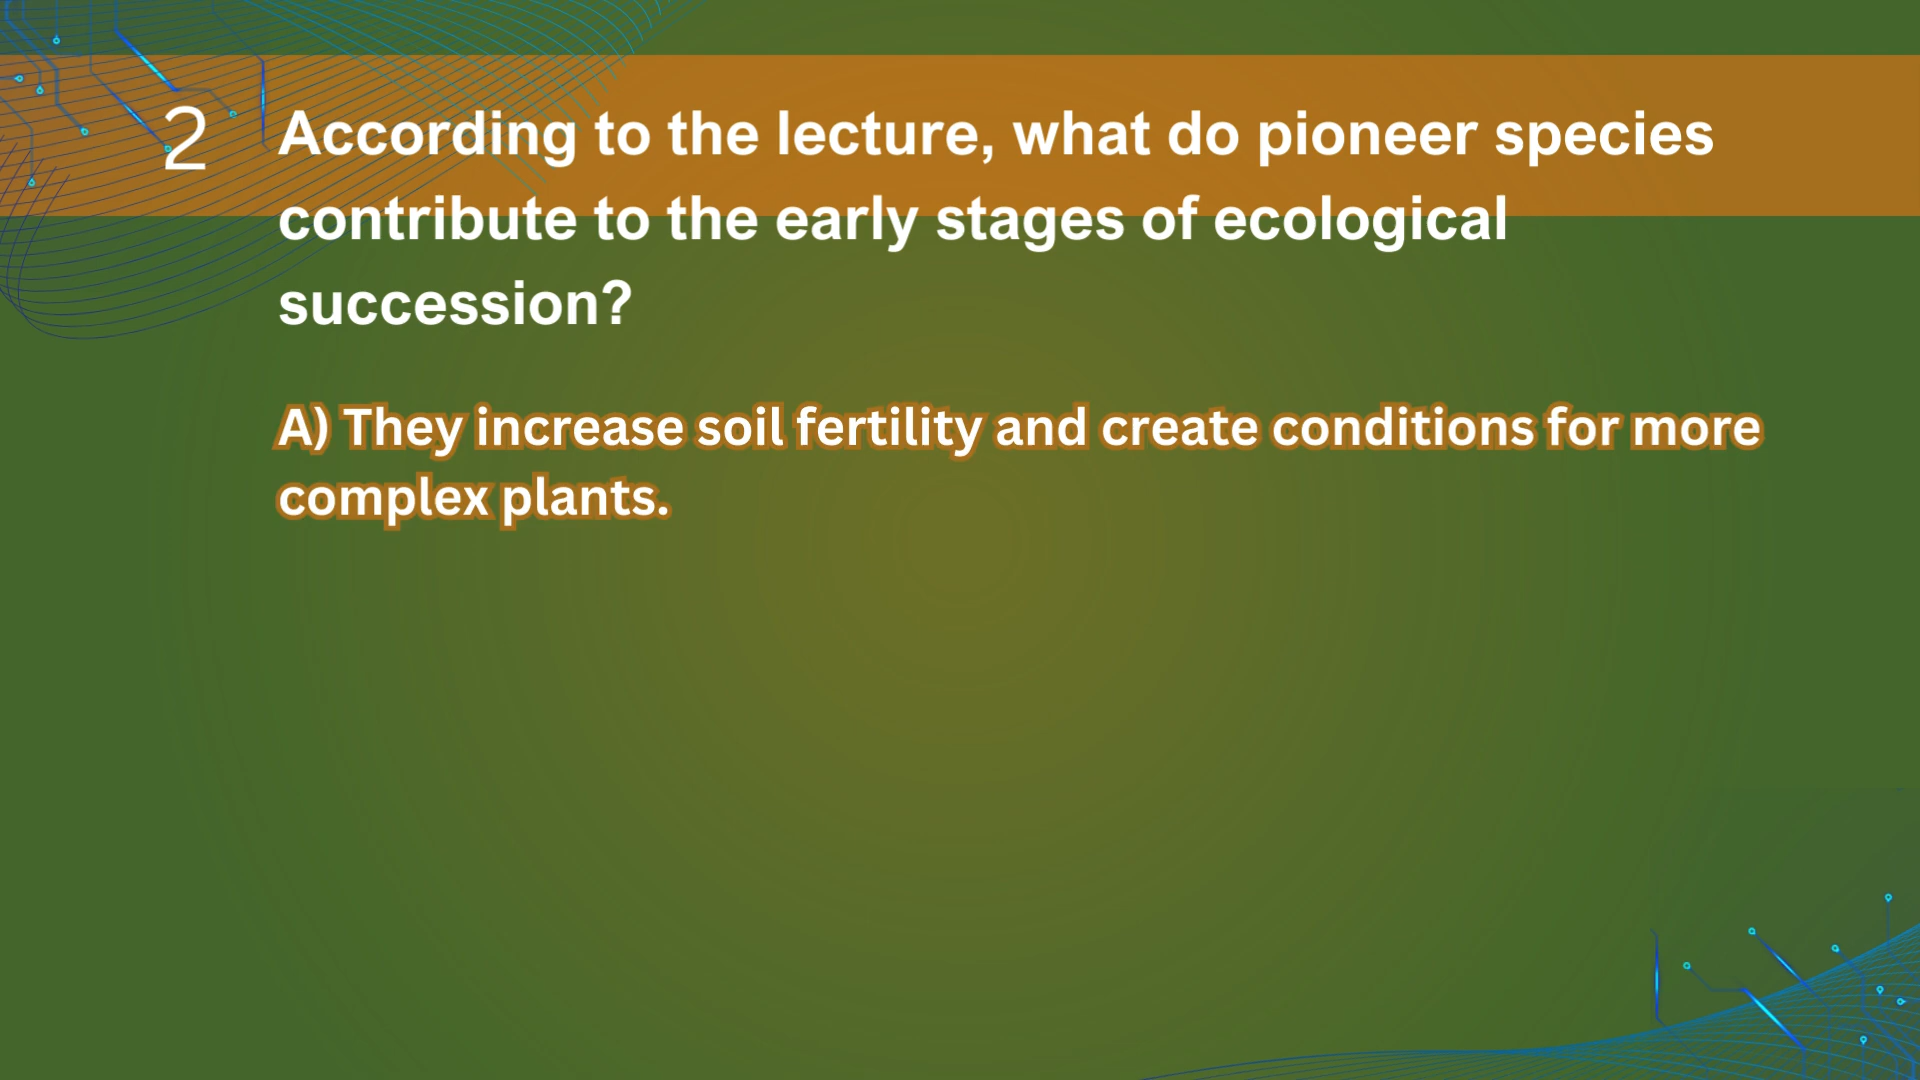 2 According to the lecture, what do pioneer species
contribute to the early stages of ecological
succession?
A) They increase soil fertility and create conditions for more
complex plants.